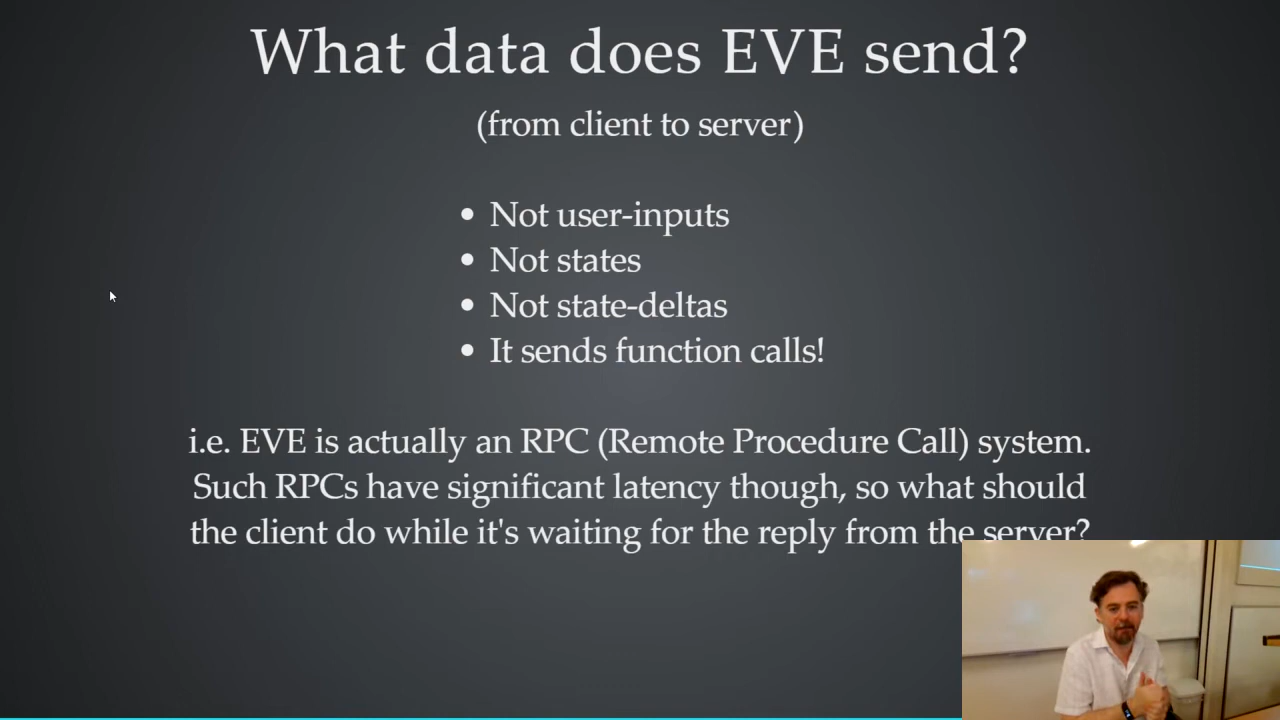 What data does EVE send?
(from client to server)
• Not user-inputs
• Not states
• Not state-deltas
• It sends function calls!
i.e. EVE is actually an RPC (Remote Procedure Call) system.
Such RPCs have significant latency though, so what should
the client do while it's waiting for the reply from the server?